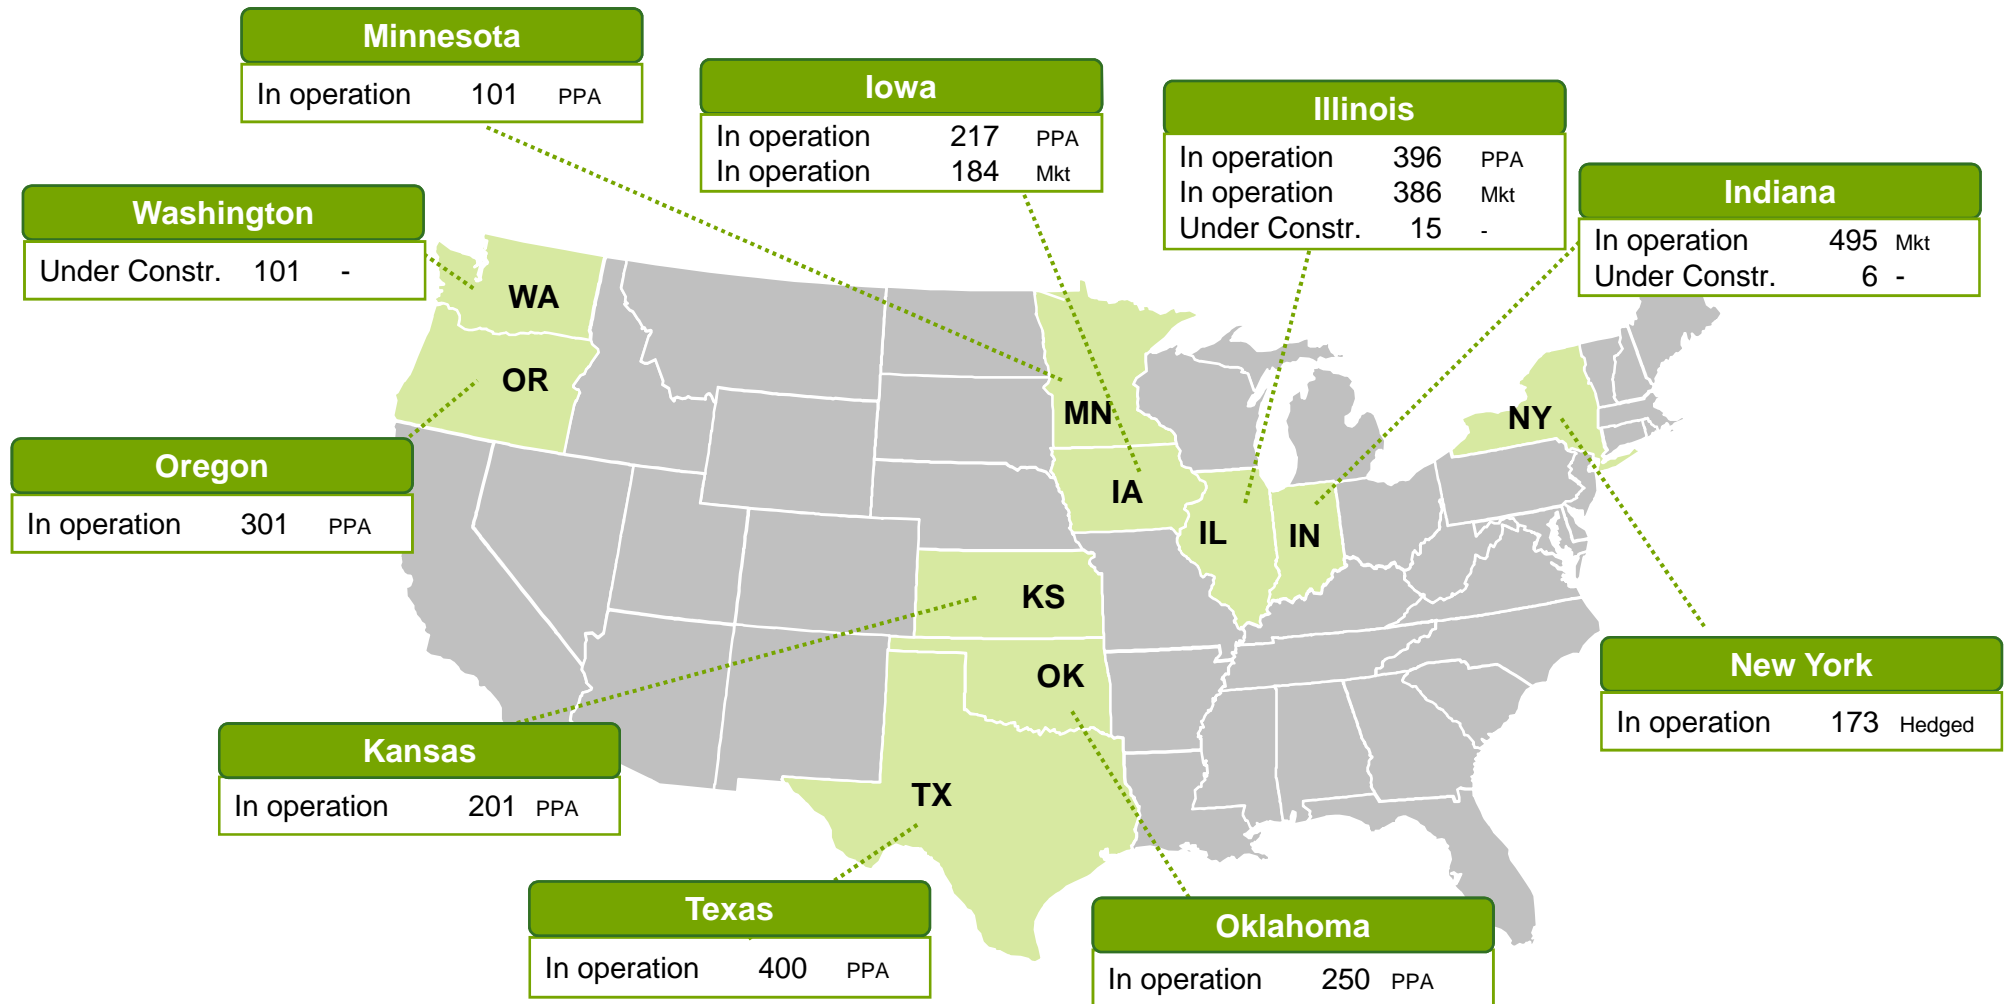 Minnesota
In operation 101 PPA
Iowa
In operation 217 PPA
In operation 184 Mkt
Illinois
In operation 396 PPA
In operation 386 Mkt
Under Constr. 15 -
Indiana
In operation 495 Mkt
Under Constr. 6 -
Washington
Under Constr. 101 -
WA
OR
MN
NY
IA
IL
IN
KS
OK
TX
Oregon
In operation 301 PPA
New York
In operation 173 Hedged
Kansas
In operation 201 PPA
Texas
In operation 400 PPA
Oklahoma
In operation 250 PPA